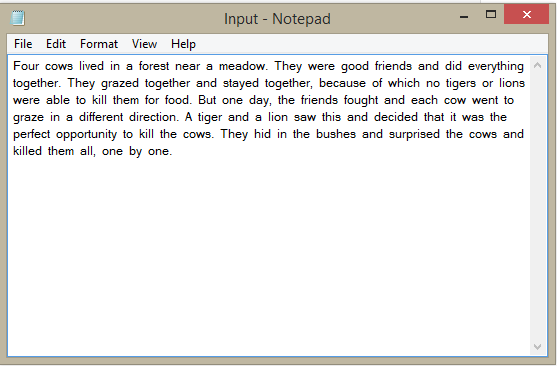 Input - Notepad
File Edit Format View Help
Four cows lived in a forest near a meadow. They were good friends and did everything
together. They grazed together and stayed together, because of which no tigers or lions
were able to kill them for food. But one day, the friends fought and each cow went to
graze in a different direction. A tiger and a lion saw this and decided that it was the
perfect opportunity to kill the cows. They hid in the bushes and surprised the cows and
killed them all, one by one.